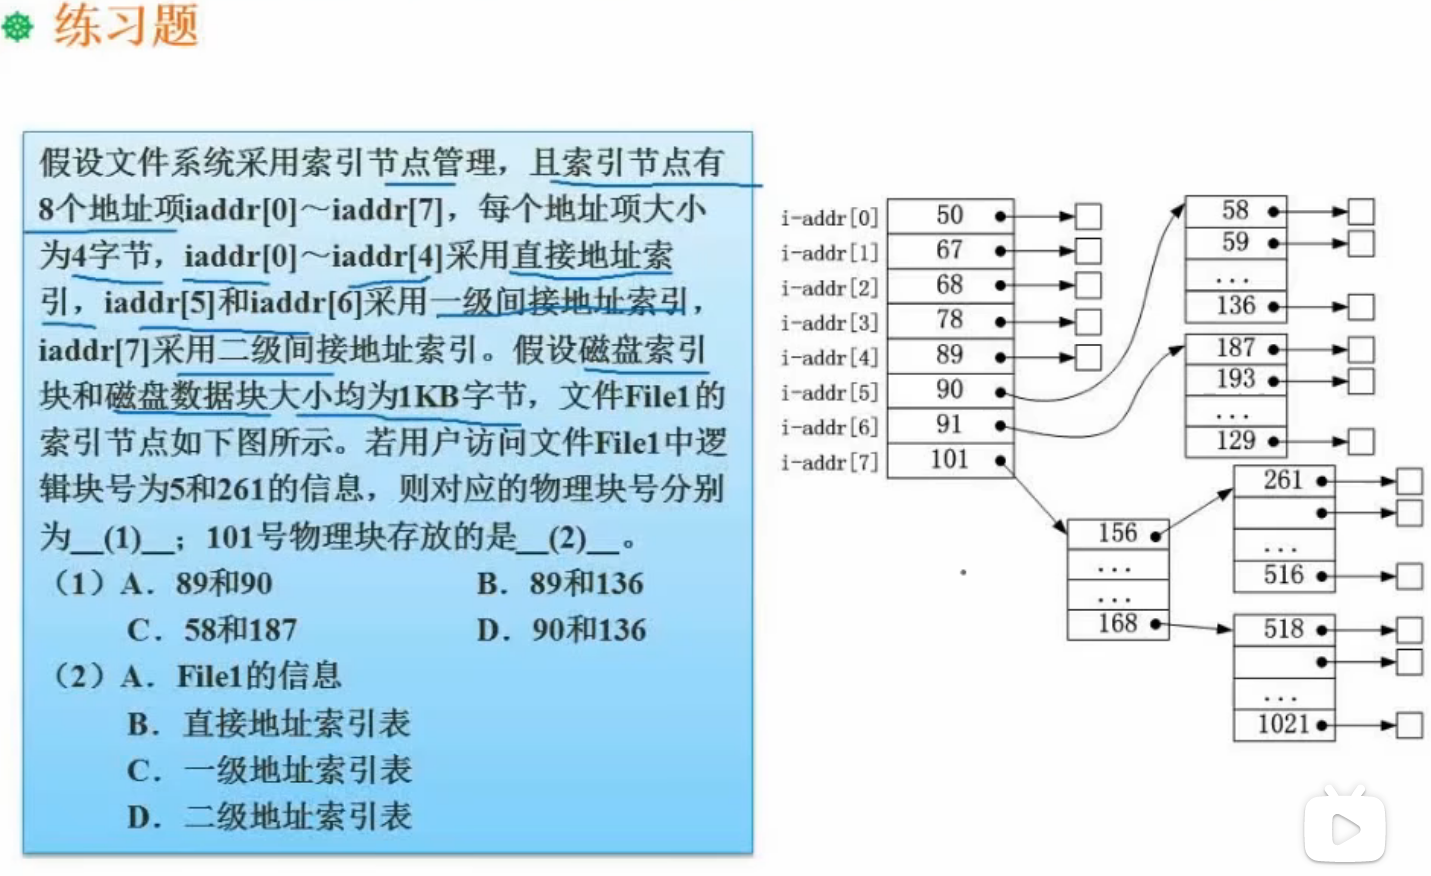 练习题
假设文件系统采用索引节点管理，且索引节点有
8个地址项iaddr[0]～iaddr[7]，每个地址项大小
为4字节，iaddr[0]～iaddr[4]采用直接地址索
引，iaddr[5]和iaddr[6]采用一级间接地址索引，
iaddr[7]采用二级间接地址索引。假设磁盘索引
块和磁盘数据块大小均为1KB字节，文件File1的
索引节点如下图所示。若用户访问文件File1中逻
辑块号为5和261的信息，则对应的物理块号分别
为__(1)__；101号物理块存放的是__(2)__。
（1）A．89和90 B．89和136
C．58和187 D．90和136
（2）A．File1的信息
B．直接地址索引表
C．一级地址索引表
D．二级地址索引表
i-addr[0] 50
i-addr[1] 67
i-addr[2] 68
i-addr[3] 78
i-addr[4] 89
i-addr[5] 90
i-addr[6] 91
i-addr[7] 101
58
59
...
136
187
193
...
129
156
...
...
168
261
...
516
518
...
1021